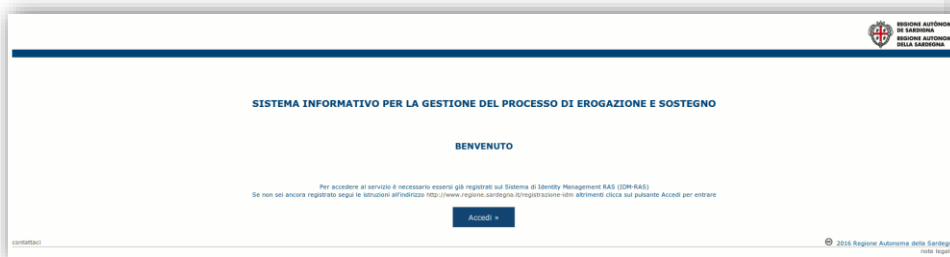 REGIONE AUTÒNOMA
DE SARDIGNA
REGIONE AUTONOMA
DELLA SARDEGNA
SISTEMA INFORMATIVO PER LA GESTIONE DEL PROCESSO DI EROGAZIONE E SOSTEGNO
BENVENUTO
Per accedere al servizio è necessario essersi già registrati sul Sistema di Identity Management RAS (IDM-RAS)
Se non sei ancora registrato segui le istruzioni all'indirizzo http://www.regione.sardegna.it/registrazione-idm altrimenti clicca sul pulsante Accedi per entrare
Accedi »
contattaci
© 2016 Regione Autonoma della Sardegn
note legal